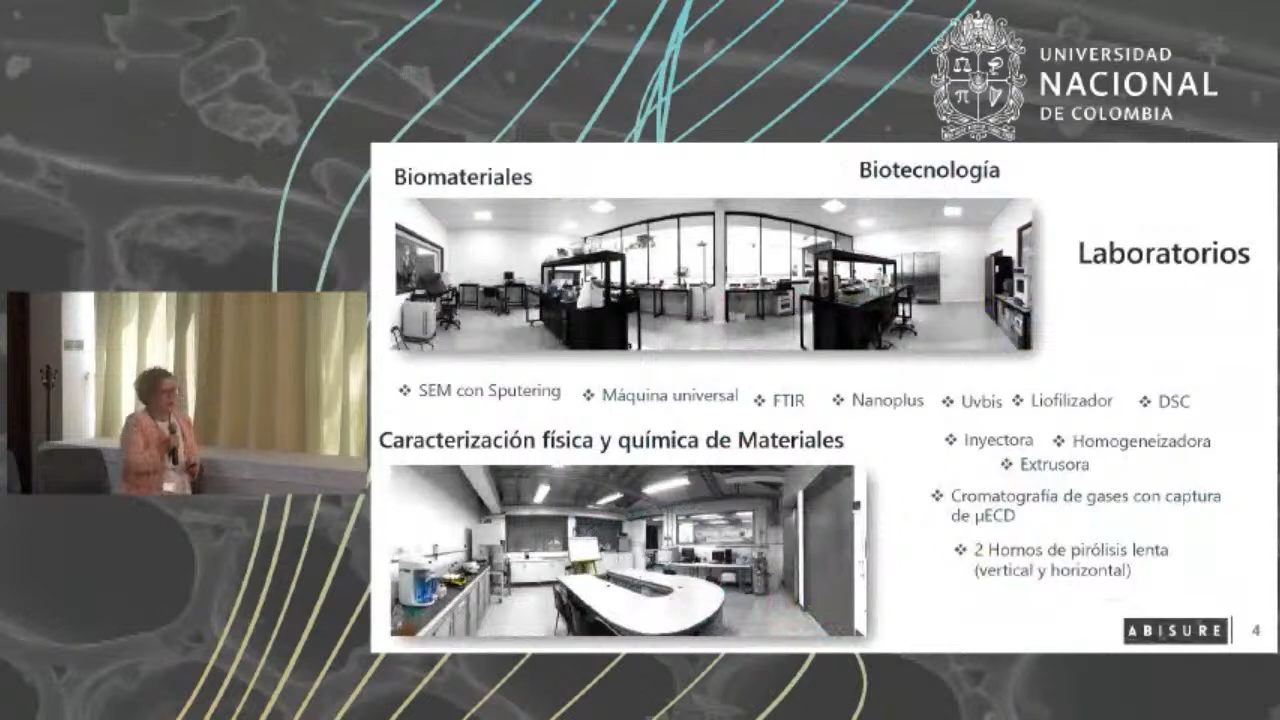 UNIVERSIDAD
NACIONAL
DE COLOMBIA
Biomateriales
Biotecnología
Laboratorios
❖ SEM con Sputering
❖ Máquina universal
❖ FTIR
❖ Nanoplus
❖ Uvbis
❖ Liofilizador
❖ DSC
Caracterización física y química de Materiales
❖ Inyectora
❖ Homogeneizadora
❖ Extrusora
❖ Cromatografía de gases con captura
de µECD
❖ 2 Hornos de pirólisis lenta
(vertical y horizontal)
ABISURE
4